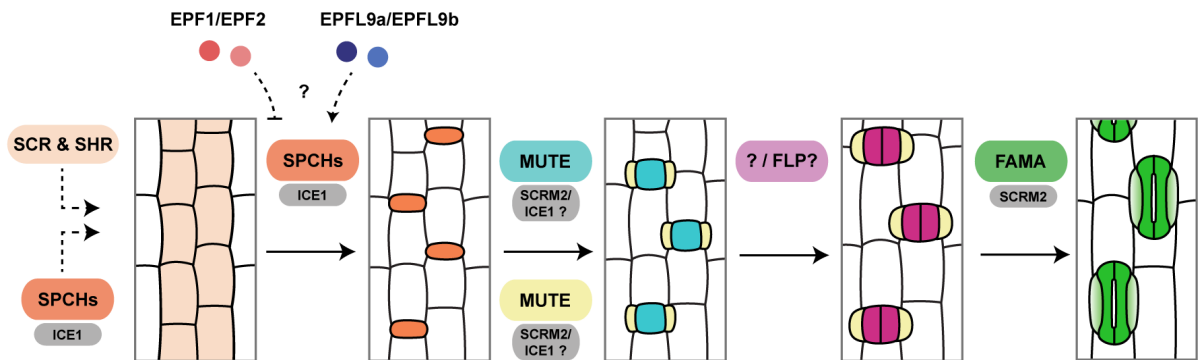 EPF1/EPF2
EPFL9a/EPFL9b
?
SCR & SHR
SPCHs
ICE1
SPCHs
ICE1
MUTE
SCRM2/
ICE1 ?
MUTE
SCRM2/
ICE1 ?
? / FLP?
FAMA
SCRM2